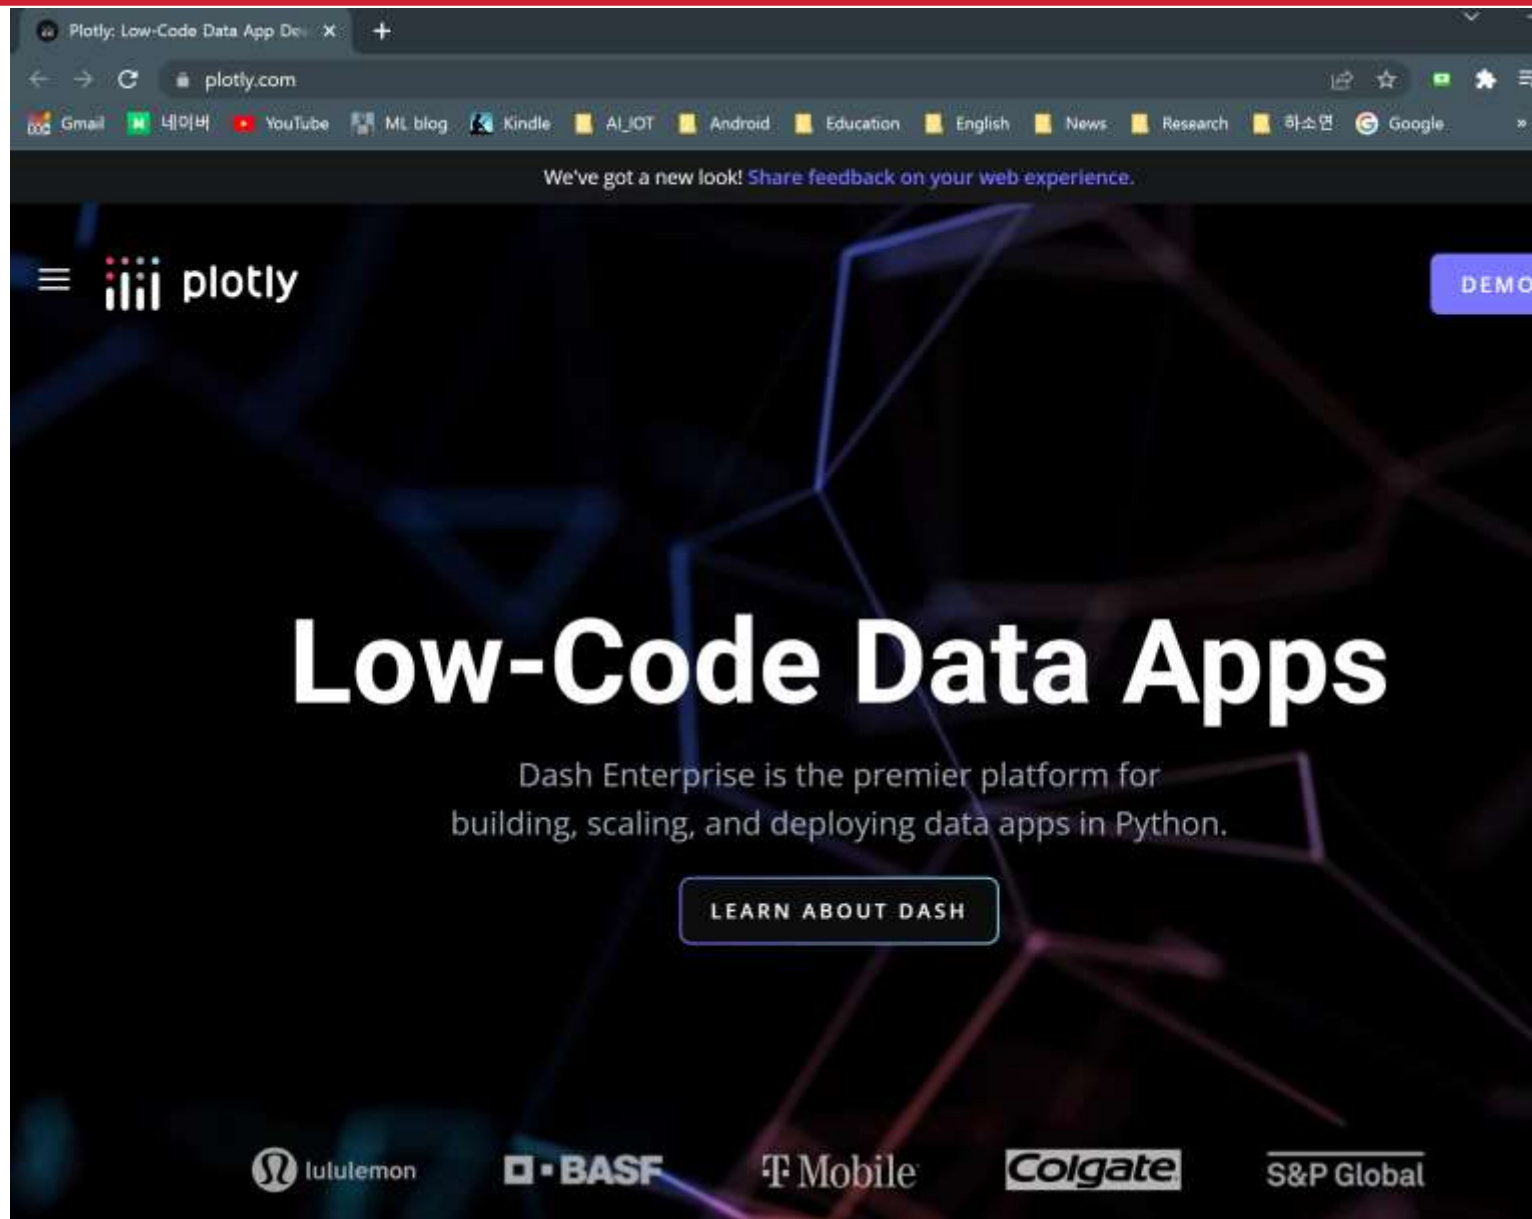 Plotly: Low-Code Data App De
plotly.com
Gmail 네이버 YouTube ML blog Kindle AI_IOT Android Education English News Research 하소연 Google »
We've got a new look! Share feedback on your web experience.
plotly
DEMO
Low-Code Data Apps
Dash Enterprise is the premier platform for
building, scaling, and deploying data apps in Python.
LEARN ABOUT DASH
lululemon BASF T Mobile Colgate S&P Global